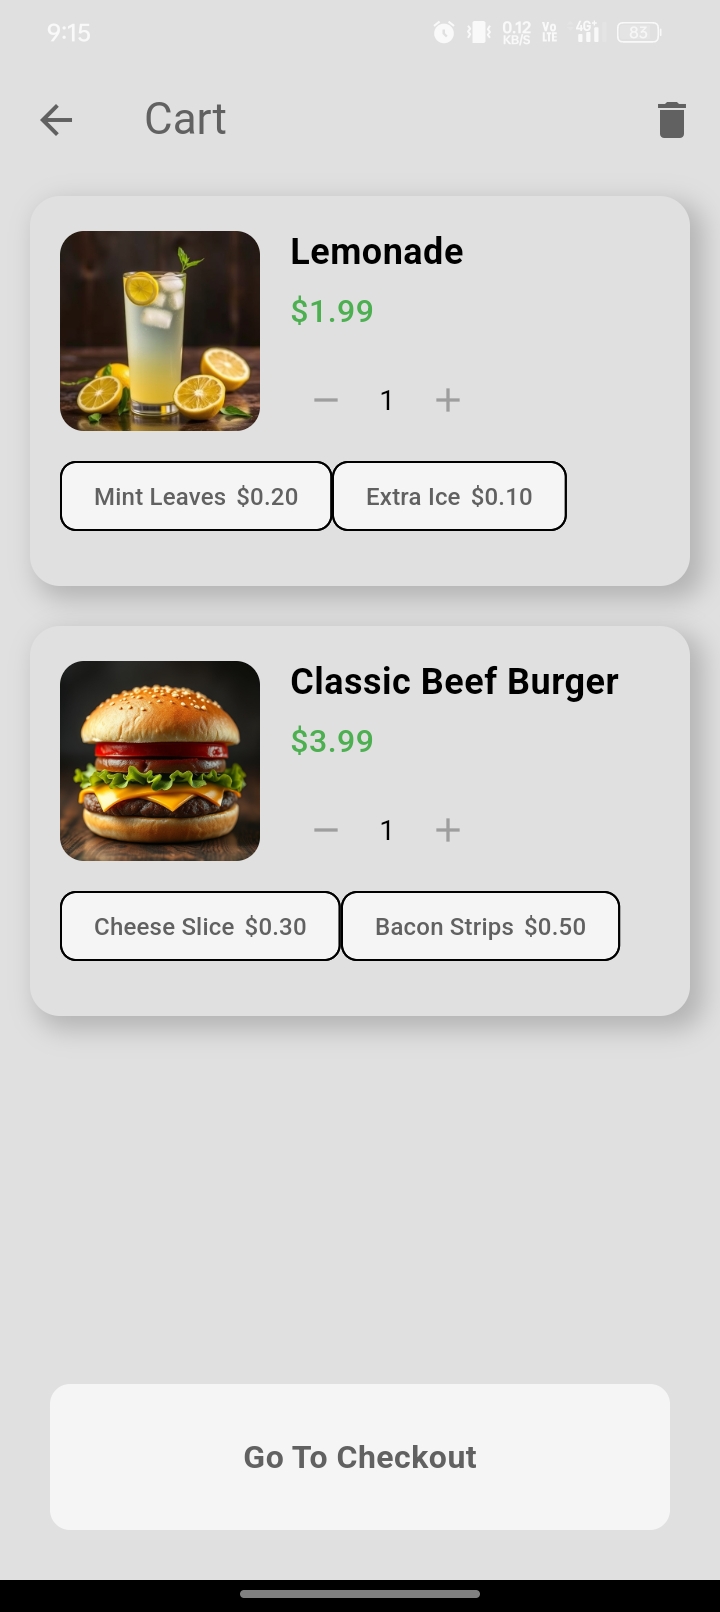 9:15 0.12 KB/S Vo LTE 4G+ 83
Cart
Lemonade
$1.99
1
Mint Leaves $0.20 Extra Ice $0.10
Classic Beef Burger
$3.99
1
Cheese Slice $0.30 Bacon Strips $0.50
Go To Checkout